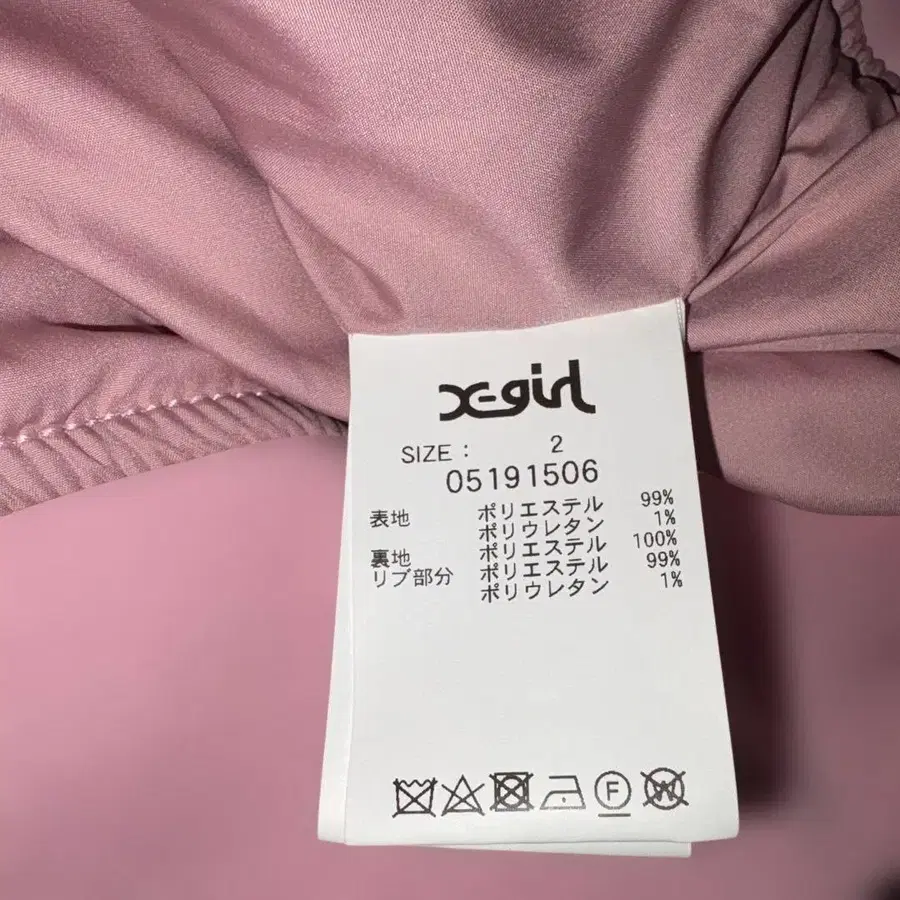 X-girl
SIZE : 2
05191506
表地 ポリエステル 99%
ポリウレタン 1%
裏地 ポリエステル 100%
リブ部分 ポリエステル 99%
ポリウレタン 1%
F W